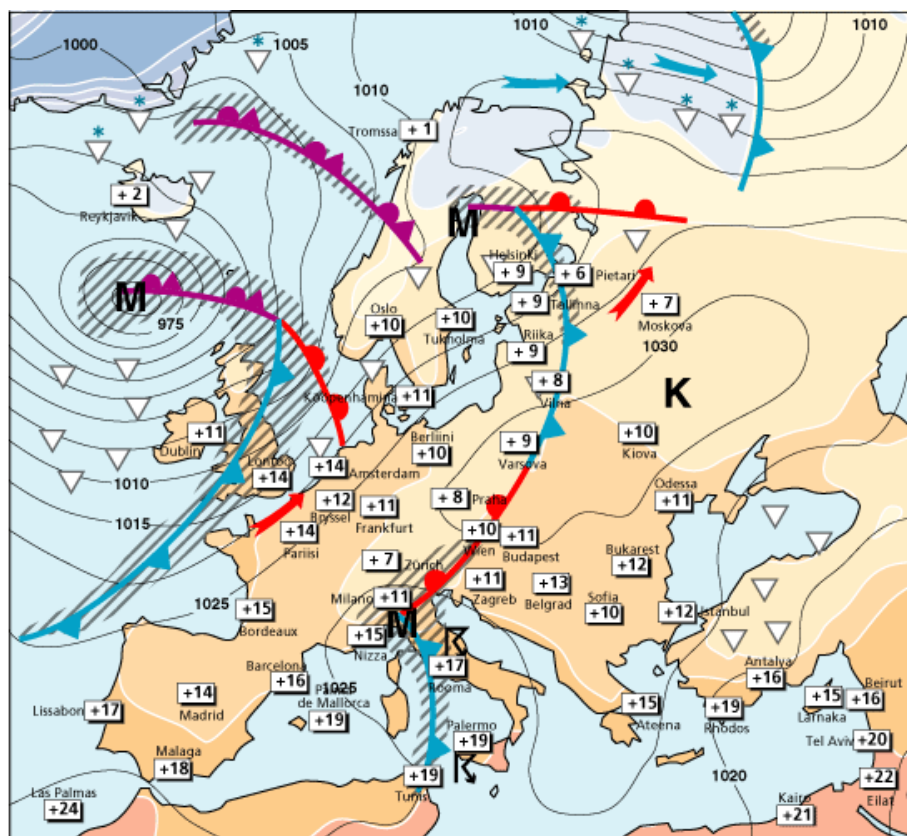 1000
1005
1010
1010
1010
Tromssa +1
+2
Reykjavik
M
Helsinki
+9
+6 Pietari
M
975
+9 Tallinna
+7
Moskova
Oslo
+10
+10
Tukholma
Riika
+9
1030
K
Kööpenhamina
+11
+8
Vilna
+11
Dublin
Berliini
+10
+10
Kiova
+9
Varsova
Lontoo
+14
+14
Amsterdam
1010
+12
Bryssel
+11
Frankfurt
+8 Praha
Odessa
+11
1015
+14
Pariisi
+10
Wien
+11
Budapest
+7
Zürich
Bukarest
+12
+11
Zagreb
+13
Belgrad
1025
Milano +11
+15
Bordeaux
M
Sofia
+10
+12 Istanbul
+15
Nizza
+17
Rooma
Barcelona
+16
1025
Palma
de Mallorca
+19
Antalya
+16
Beirut
+16
+14
Madrid
Lissabon +17
+15
Ateena
+19
Rhodos
+15
Larnaka
Palermo
+19
Tel Aviv +20
Malaga
+18
+19
Tunis
1020
+22
Eilat
Las Palmas
+24
Kairo
+21